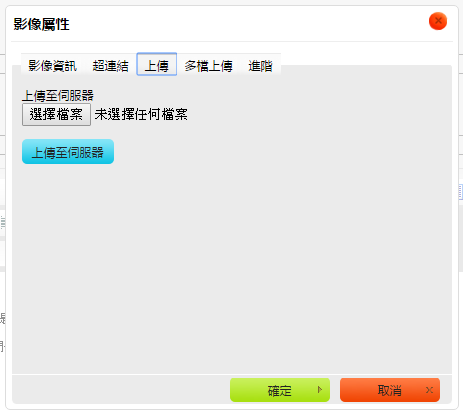 影像屬性
影像資訊 超連結 上傳 多檔上傳 進階
上傳至伺服器
選擇檔案 未選擇任何檔案
上傳至伺服器
確定 取消